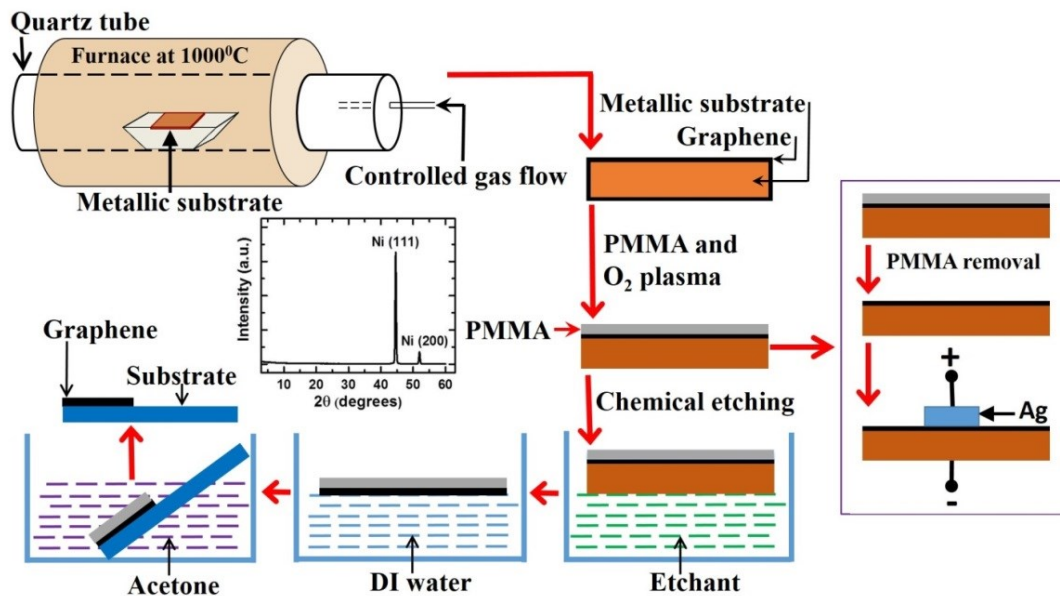 Quartz tube
Furnace at 1000⁰C
Metallic substrate
Controlled gas flow
Metallic substrate
Graphene
PMMA and
O₂ plasma
PMMA removal
Intensity (a.u.)
Ni (111)
Ni (200)
10 20 30 40 50 60
2θ (degrees)
PMMA
Graphene
Substrate
Chemical etching
+
Ag
-
Acetone
DI water
Etchant